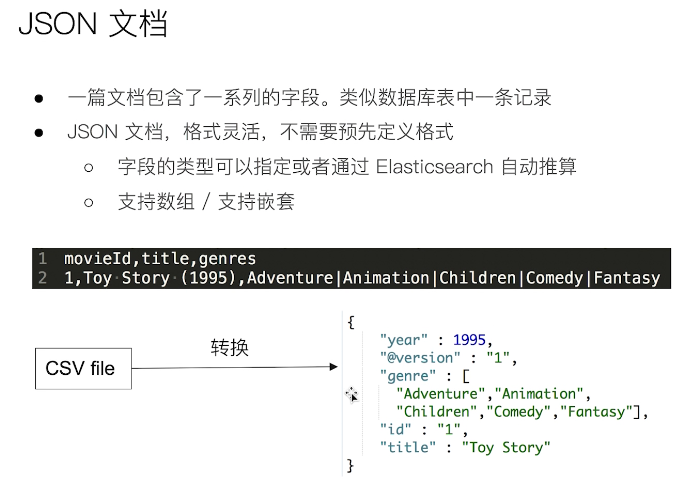 JSON 文档
● 一篇文档包含了一系列的字段。类似数据库表中一条记录
● JSON 文档，格式灵活，不需要预先定义格式
○ 字段的类型可以指定或者通过 Elasticsearch 自动推算
○ 支持数组 / 支持嵌套
1 movieId,title,genres
2 1,Toy·Story·(1995),Adventure|Animation|Children|Comedy|Fantasy
CSV file
转换
{
"year" : 1995,
"@version" : "1",
"genre" : [
"Adventure","Animation",
"Children","Comedy","Fantasy"],
"id" : "1",
"title" : "Toy Story"
}